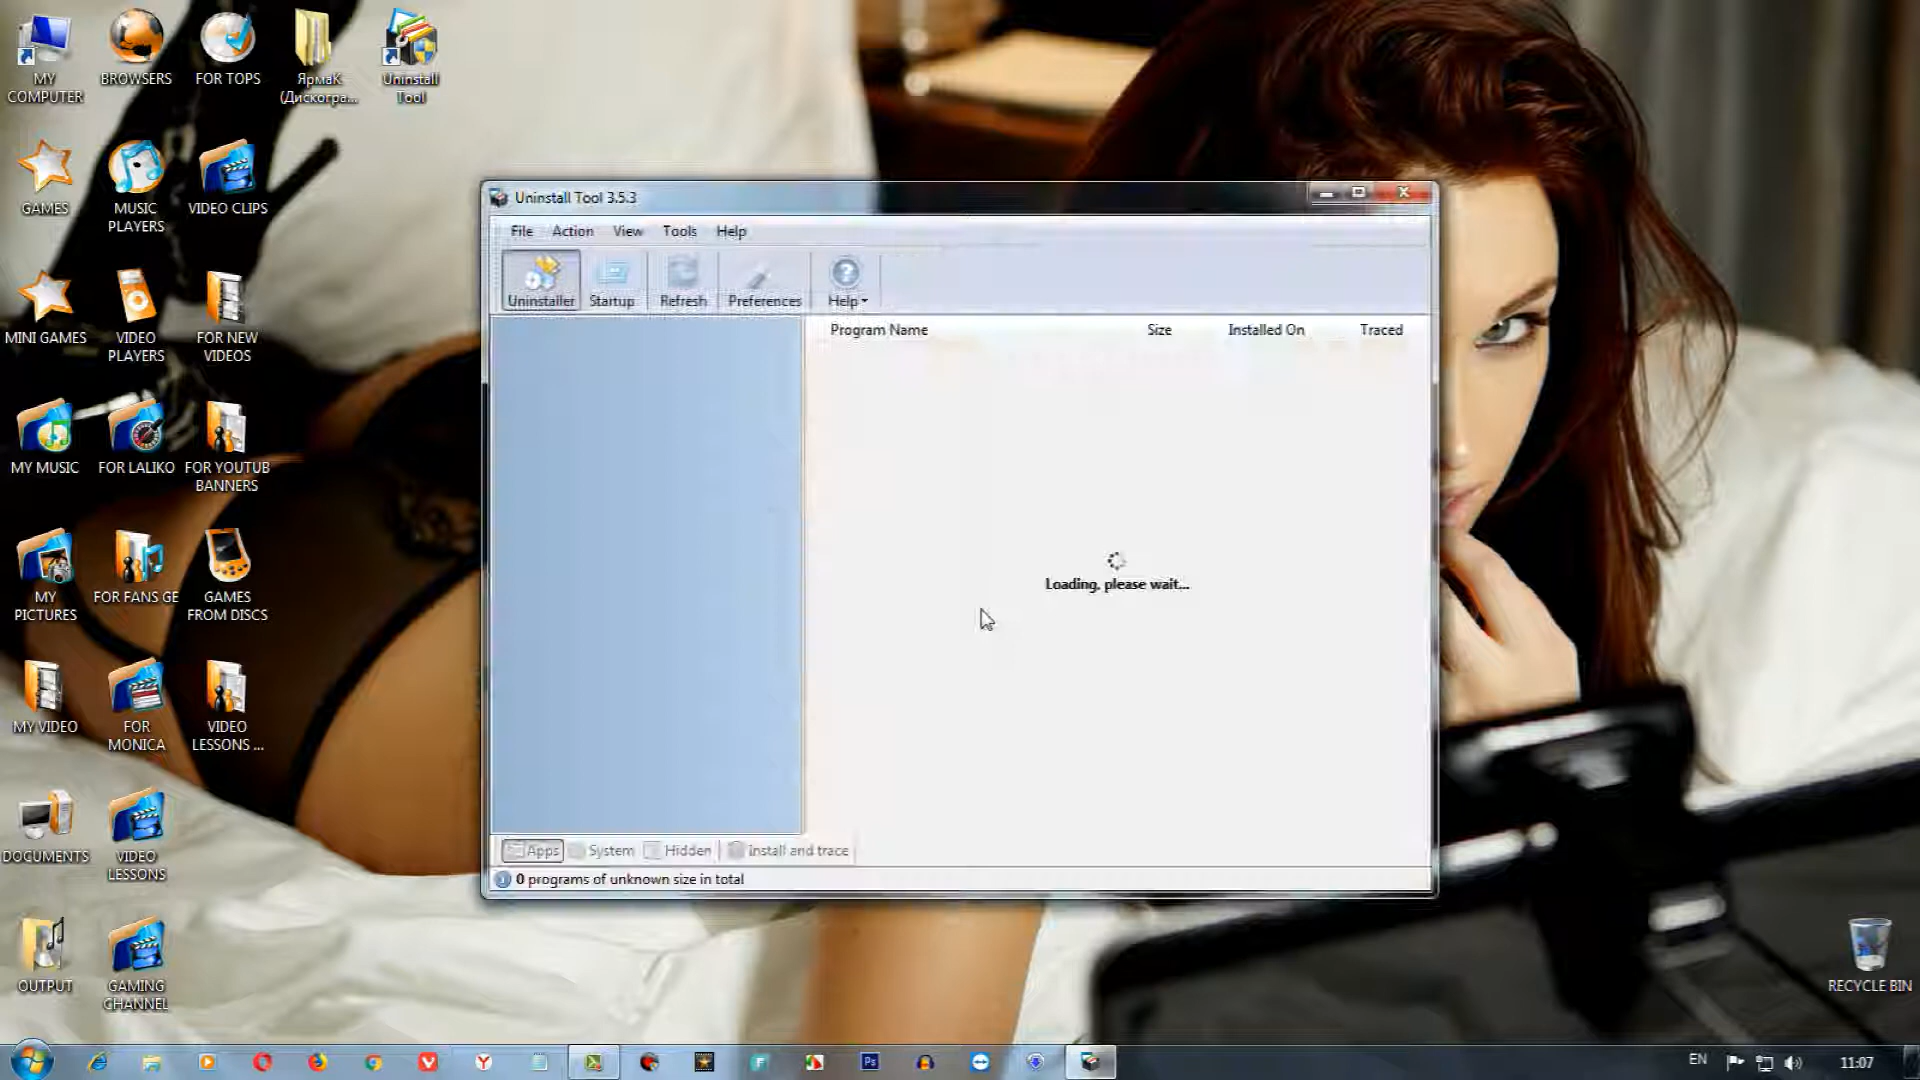 MY
COMPUTER
BROWSERS
FOR TOPS
ЯрмаК
(Дискогра...
Uninstall
Tool
GAMES
MUSIC
PLAYERS
VIDEO CLIPS
MINI GAMES
VIDEO
PLAYERS
FOR NEW
VIDEOS
MY MUSIC
FOR LALIKO
FOR YOUTUB
BANNERS
MY
PICTURES
FOR FANS GE
GAMES
FROM DISCS
MY VIDEO
FOR
MONICA
VIDEO
LESSONS ...
DOCUMENTS
VIDEO
LESSONS
OUTPUT
GAMING
CHANNEL
Uninstall Tool 3.5.3
File Action View Tools Help
Uninstaller Startup Refresh Preferences Help
Program Name Size Installed On Traced
Loading, please wait...
Apps System Hidden Install and trace
0 programs of unknown size in total
RECYCLE BIN
Ps
EN 11:07